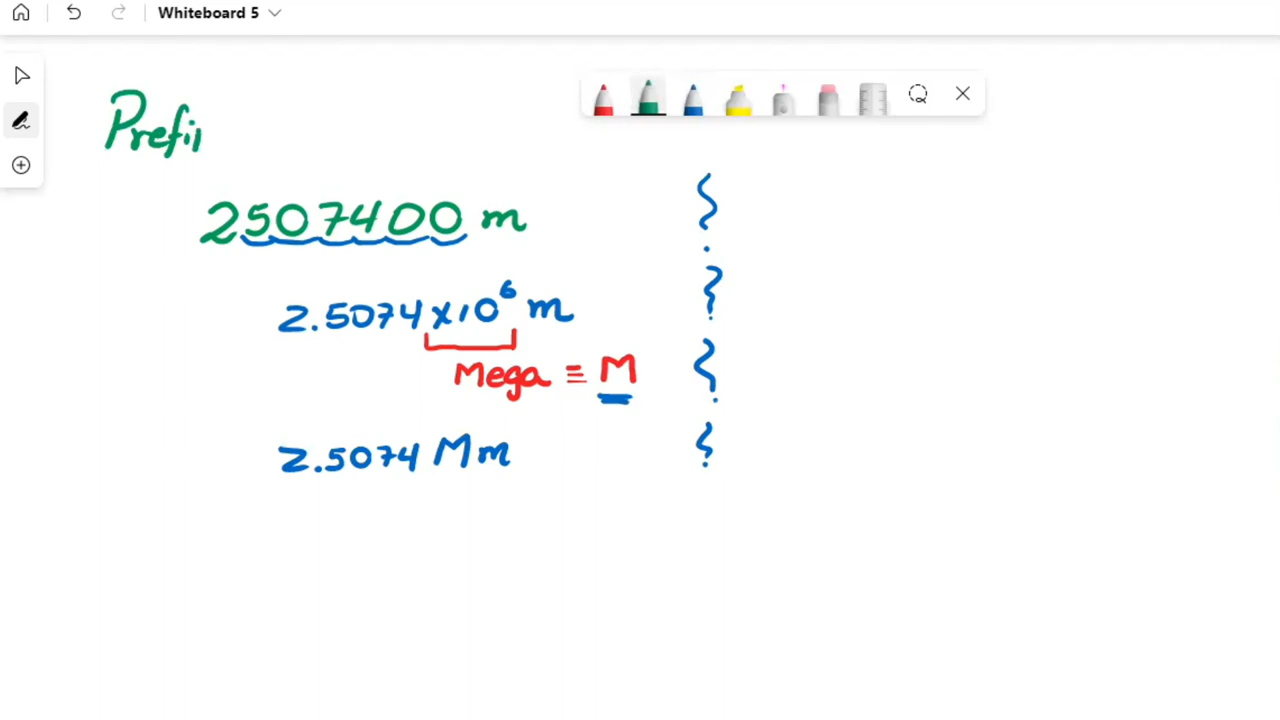 Whiteboard 5
Prefi
2507400 m
2.5074 x 10⁶ m
Mega ≡ M
2.5074 Mm